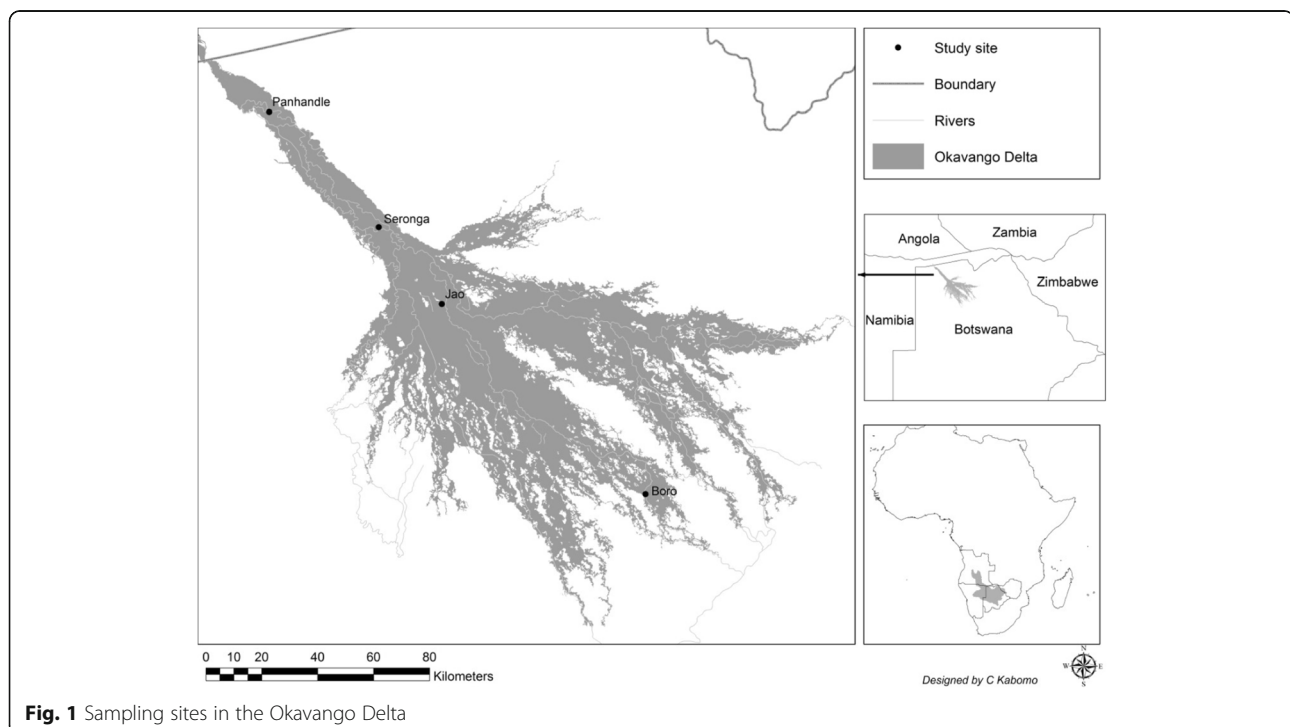 Panhandle
Seronga
Jao
Boro
0 10 20 40 60 80
Kilometers
Study site
Boundary
Rivers
Okavango Delta
Angola
Zambia
Zimbabwe
Namibia
Botswana
N
W E
S
Designed by C Kabomo
Fig. 1 Sampling sites in the Okavango Delta